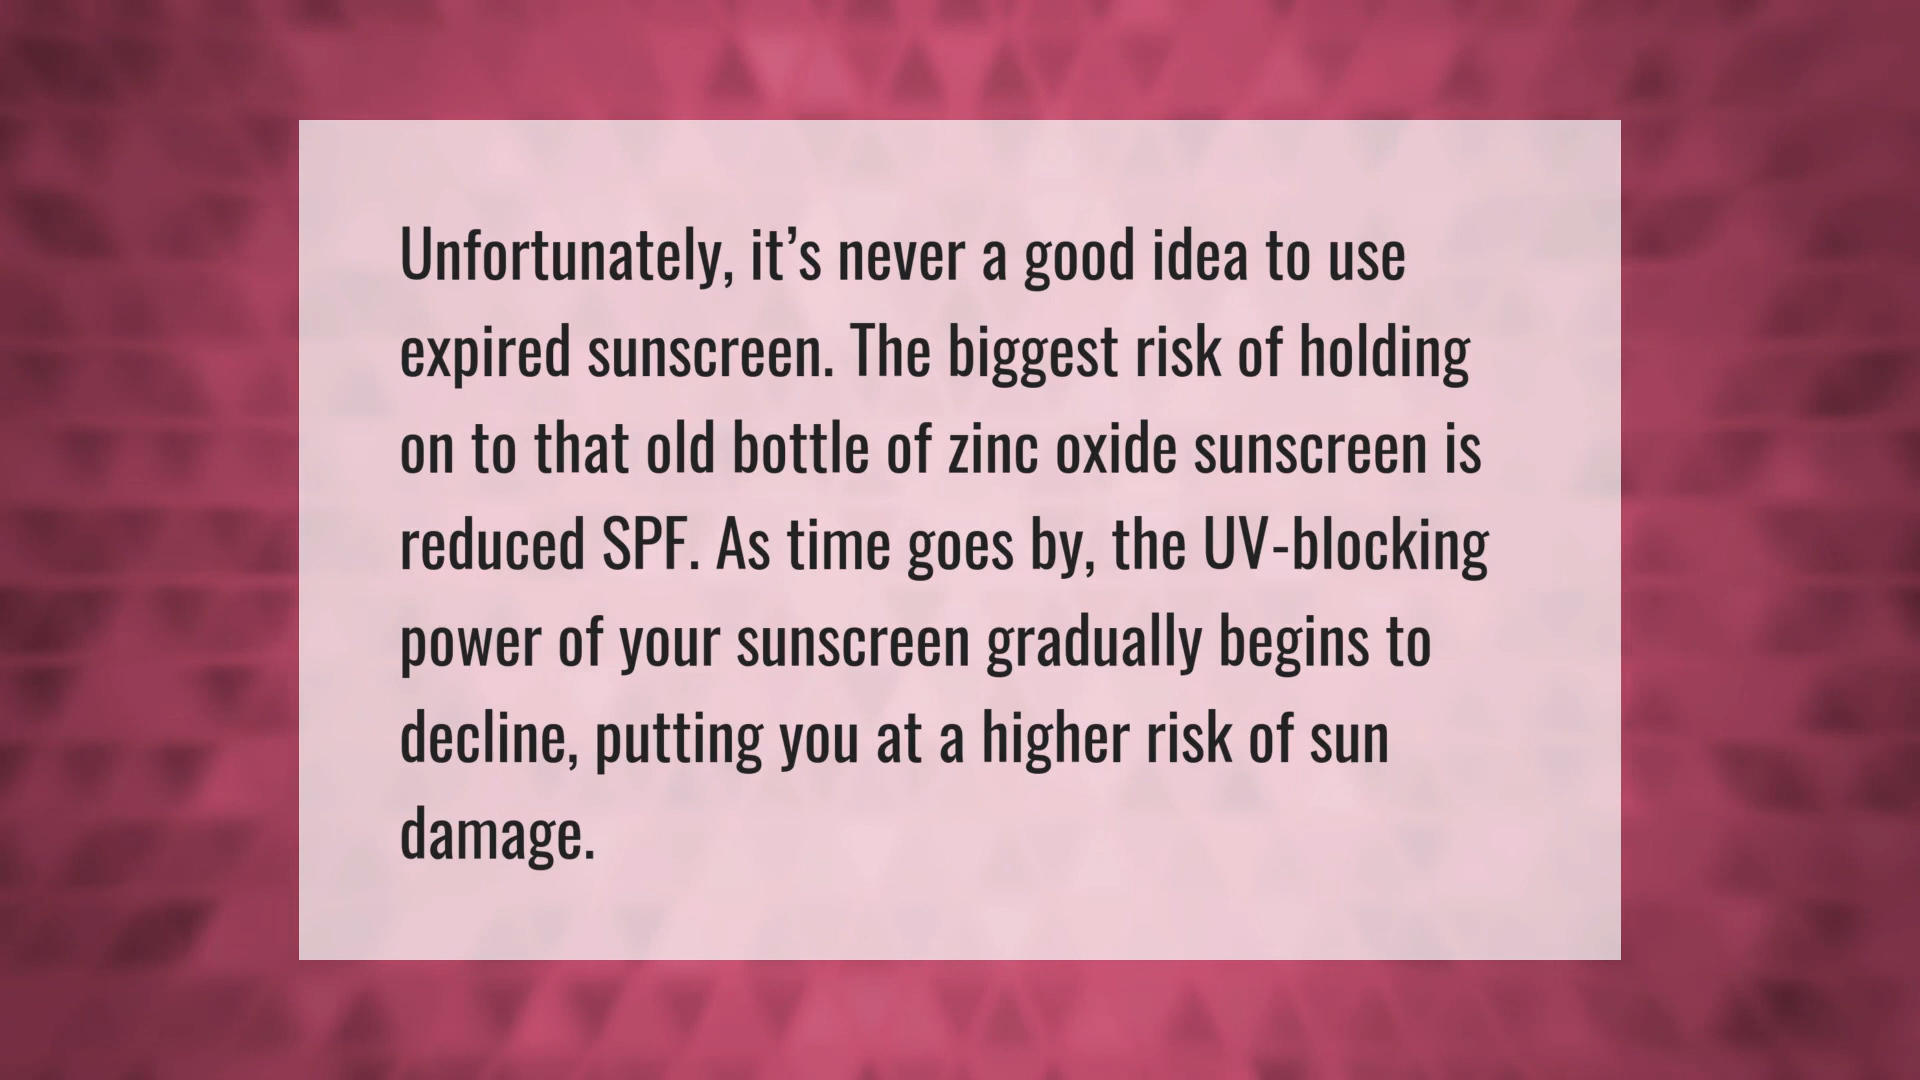 Unfortunately, it’s never a good idea to use
expired sunscreen. The biggest risk of holding
on to that old bottle of zinc oxide sunscreen is
reduced SPF. As time goes by, the UV-blocking
power of your sunscreen gradually begins to
decline, putting you at a higher risk of sun
damage.